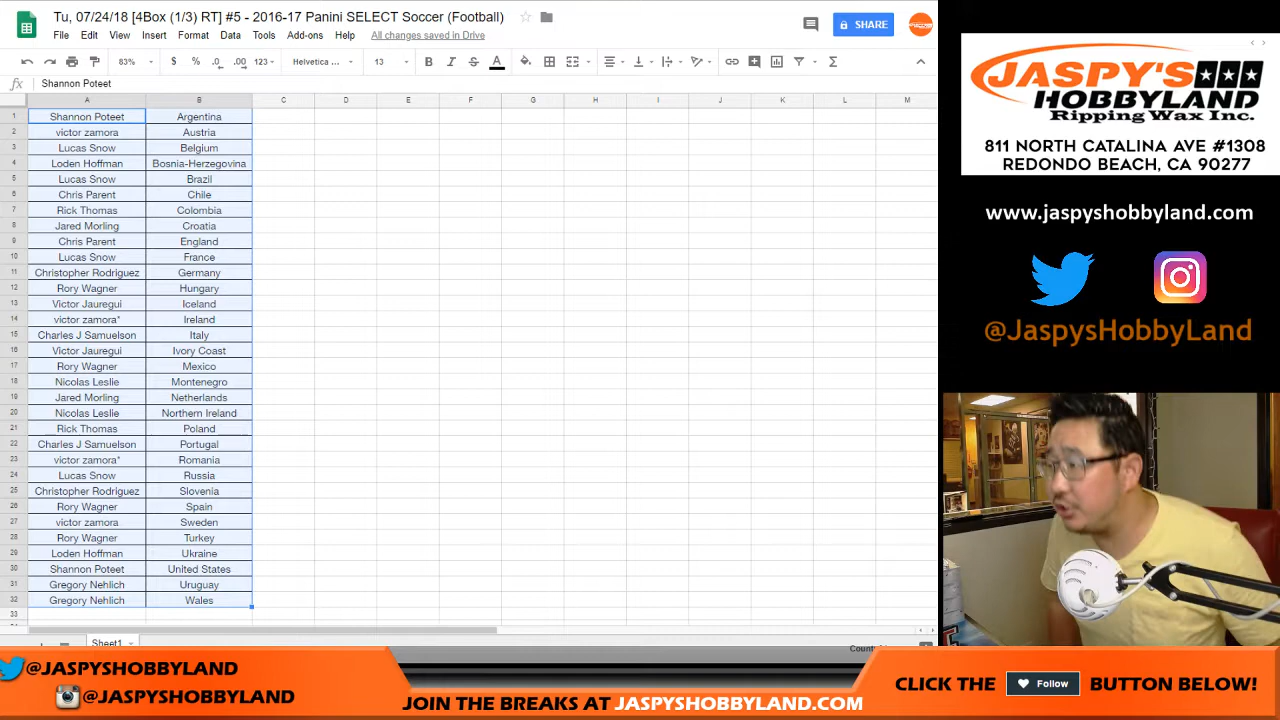 Tu, 07/24/18 [4Box (1/3) RT] #5 - 2016-17 Panini SELECT Soccer (Football)
File Edit View Insert Format Data Tools Add-ons Help All changes saved in Drive
SHARE
83% $ % .0 .00 123 Helvetica ... 13 B I S A
fx Shannon Poteet
A B C D E F G H I J K L M
1 Shannon Poteet Argentina
2 victor zamora Austria
3 Lucas Snow Belgium
4 Loden Hoffman Bosnia-Herzegovina
5 Lucas Snow Brazil
6 Chris Parent Chile
7 Rick Thomas Colombia
8 Jared Morling Croatia
9 Chris Parent England
10 Lucas Snow France
11 Christopher Rodriguez Germany
12 Rory Wagner Hungary
13 Victor Jauregui Iceland
14 victor zamora* Ireland
15 Charles J Samuelson Italy
16 Victor Jauregui Ivory Coast
17 Rory Wagner Mexico
18 Nicolas Leslie Montenegro
19 Jared Morling Netherlands
20 Nicolas Leslie Northern Ireland
21 Rick Thomas Poland
22 Charles J Samuelson Portugal
23 victor zamora* Romania
24 Lucas Snow Russia
25 Christopher Rodriguez Slovenia
26 Rory Wagner Spain
27 victor zamora Sweden
28 Rory Wagner Turkey
29 Loden Hoffman Ukraine
30 Shannon Poteet United States
31 Gregory Nehlich Uruguay
32 Gregory Nehlich Wales
33
Sheet1
JASPY'S
HOBBYLAND
Ripping Wax Inc.
811 NORTH CATALINA AVE #1308
REDONDO BEACH, CA 90277
www.jaspyshobbyland.com
@JaspysHobbyLand
@JASPYSHOBBYLAND
@JASPYSHOBBYLAND
JOIN THE BREAKS AT JASPYSHOBBYLAND.COM
CLICK THE Follow BUTTON BELOW!